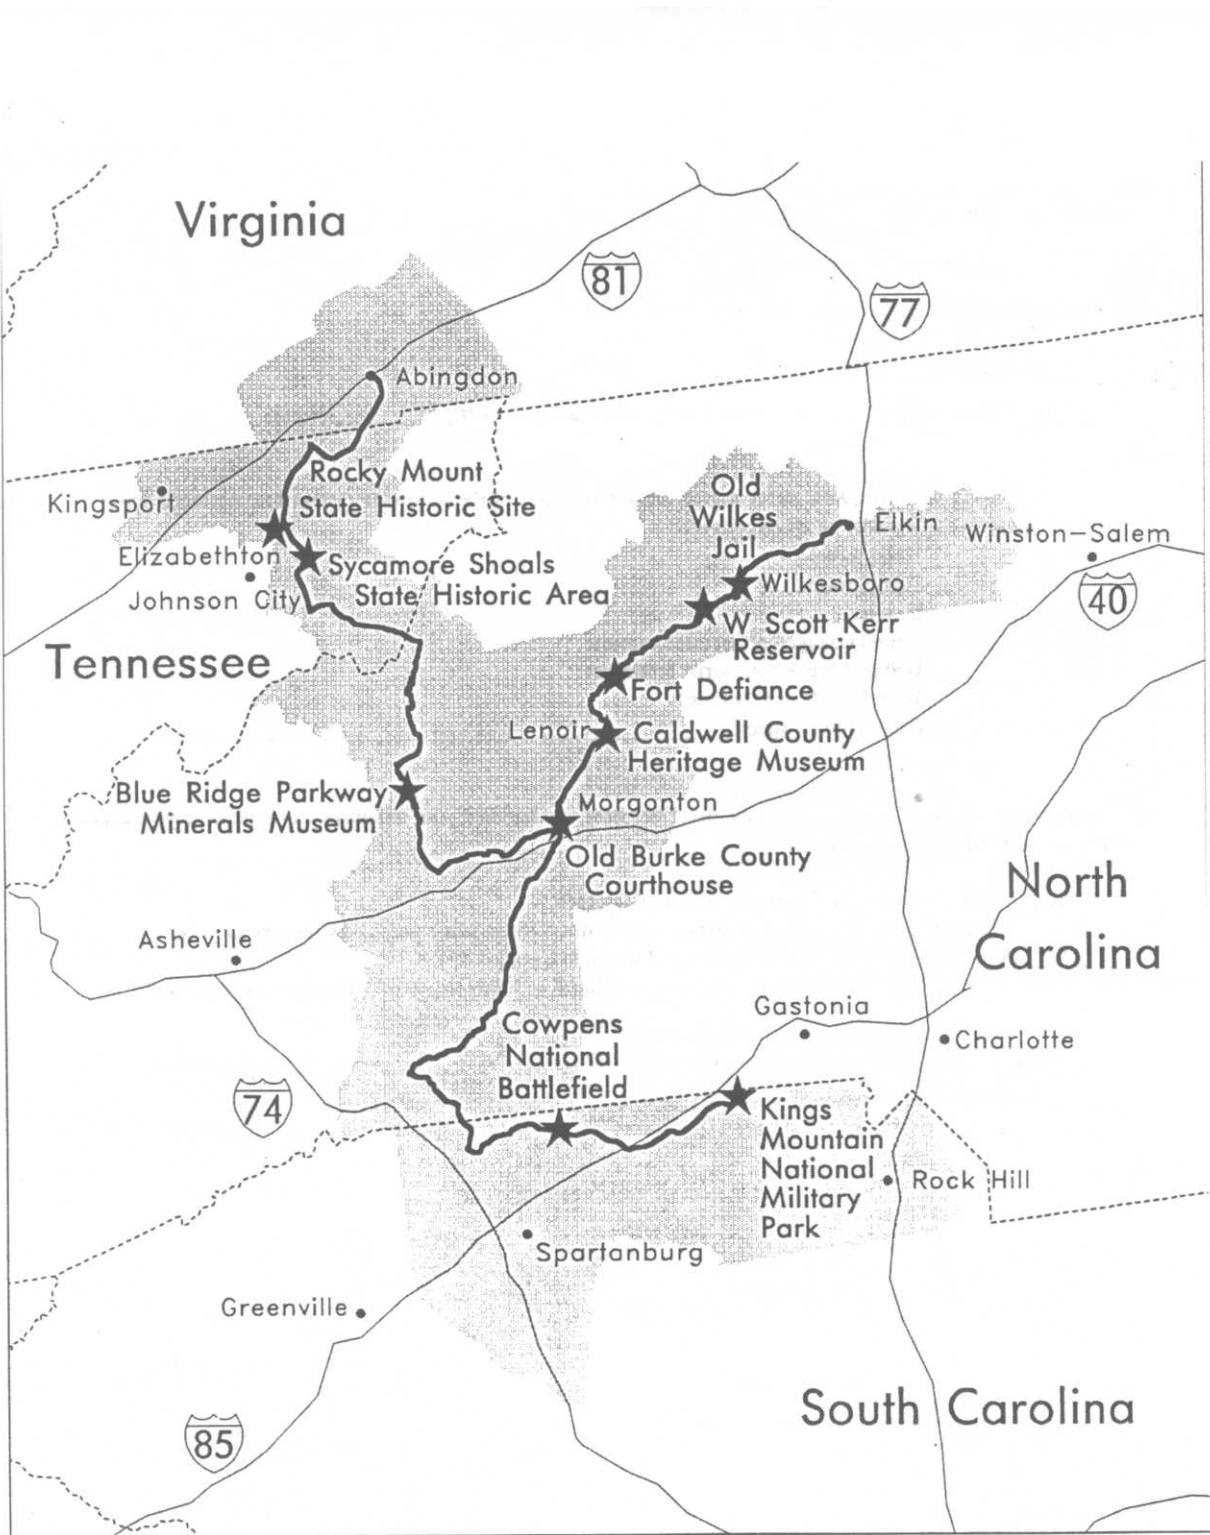 Virginia
81
77
Abingdon
Rocky Mount
State Historic Site
Kingsport
Old
Wilkes
Jail
Elkin
Winston-Salem
Elizabethton
Sycamore Shoals
State Historic Area
Johnson City
Wilkesboro
40
W Scott Kerr
Reservoir
Tennessee
Fort Defiance
Lenoir
Caldwell County
Heritage Museum
Blue Ridge Parkway
Minerals Museum
Morgonton
Old Burke County
Courthouse
North
Carolina
Asheville
Gastonia
Cowpens
National
Battlefield
Charlotte
74
Kings
Mountain
National
Military
Park
Rock Hill
Spartanburg
Greenville
South Carolina
85